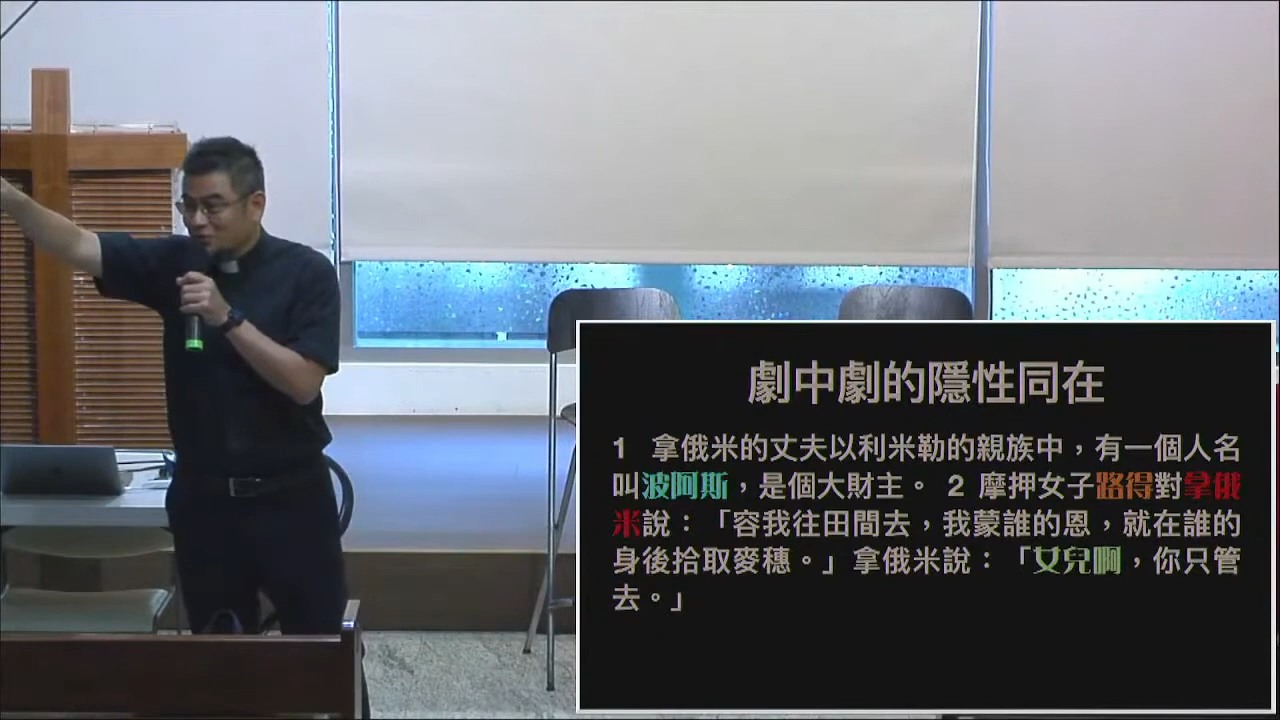 劇中劇的隱性同在
1 拿俄米的丈夫以利米勒的親族中，有一個人名
叫波阿斯，是個大財主。 2 摩押女子路得對拿俄
米說：「容我往田間去，我蒙誰的恩，就在誰的
身後拾取麥穗。」拿俄米說：「女兒啊，你只管
去。」